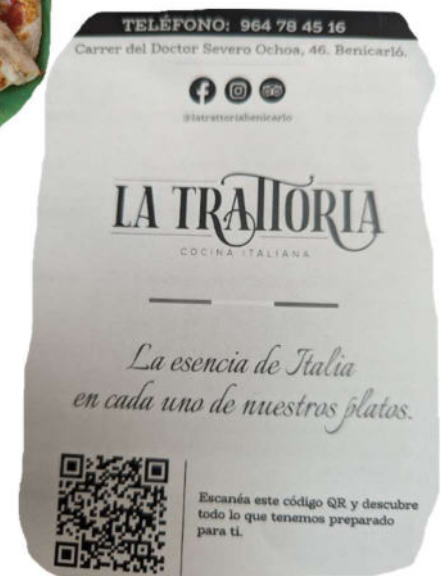 TELÉFONO: 964 78 45 16
Carrer del Doctor Severo Ochoa, 46. Benicarló.
@latrattoriabenicarlo
LA TRATTORIA
COCINA ITALIANA
La esencia de Italia
en cada uno de nuestros platos.
Escanéa este código QR y descubre
todo lo que tenemos preparado
para ti.